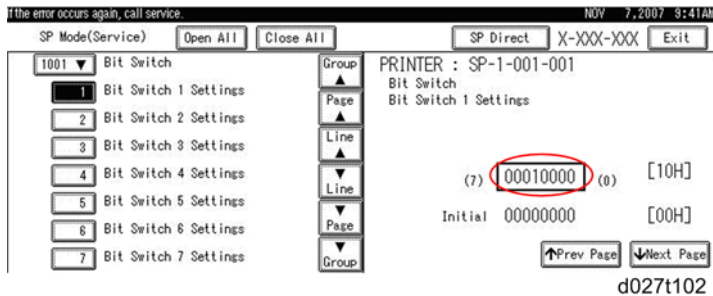 If the error occurs again, call service.
NOV 7,2007 9:41AM
SP Mode(Service) Open All Close All SP Direct X-XXX-XXX Exit
1001 ▼ Bit Switch
1 Bit Switch 1 Settings
2 Bit Switch 2 Settings
3 Bit Switch 3 Settings
4 Bit Switch 4 Settings
5 Bit Switch 5 Settings
6 Bit Switch 6 Settings
7 Bit Switch 7 Settings
Group ▲
Page ▲
Line ▲
▼ Line
▼ Page
▼ Group
PRINTER : SP-1-001-001
Bit Switch
Bit Switch 1 Settings
(7) 00010000 (0) [10H]
Initial 00000000 [00H]
↑Prev Page ↓Next Page
d027t102